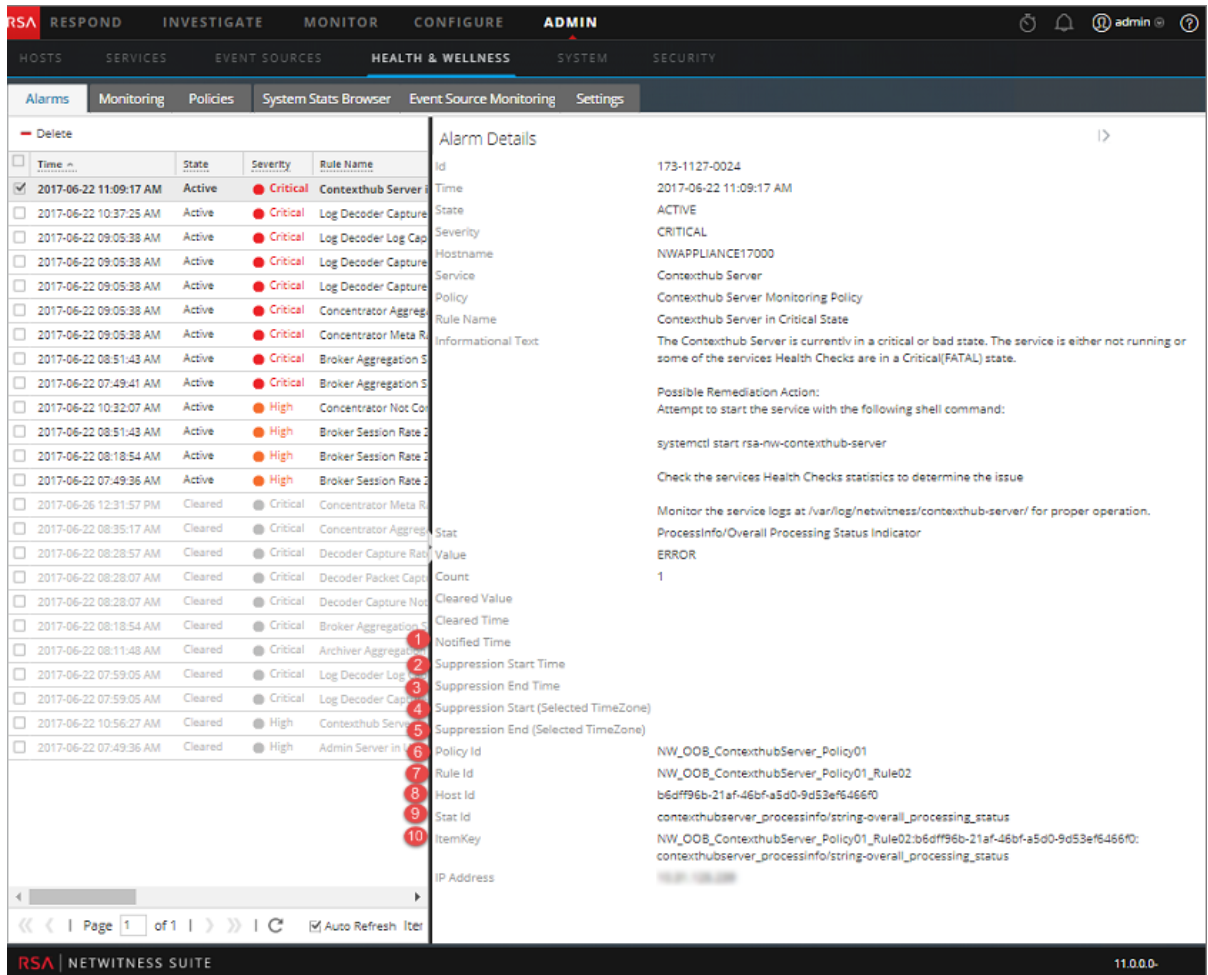 RSA RESPOND INVESTIGATE MONITOR CONFIGURE ADMIN admin
HOSTS SERVICES EVENT SOURCES HEALTH & WELLNESS SYSTEM SECURITY
Alarms Monitoring Policies System Stats Browser Event Source Monitoring Settings
Delete
Time State Severity Rule Name
2017-06-22 11:09:17 AM Active Critical Contexthub Server i
2017-06-22 10:37:25 AM Active Critical Log Decoder Capture
2017-06-22 09:05:38 AM Active Critical Log Decoder Log Cap
2017-06-22 09:05:38 AM Active Critical Log Decoder Capture
2017-06-22 09:05:38 AM Active Critical Log Decoder Capture
2017-06-22 09:05:38 AM Active Critical Concentrator Aggreg
2017-06-22 09:05:38 AM Active Critical Concentrator Meta R
2017-06-22 08:51:43 AM Active Critical Broker Aggregation S
2017-06-22 07:49:41 AM Active Critical Broker Aggregation S
2017-06-22 10:32:07 AM Active High Concentrator Not Co
2017-06-22 08:51:43 AM Active High Broker Session Rate
2017-06-22 08:18:54 AM Active High Broker Session Rate
2017-06-22 07:49:36 AM Active High Broker Session Rate
2017-06-26 12:31:57 PM Cleared Critical Concentrator Meta R
2017-06-22 08:35:17 AM Cleared Critical Concentrator Aggreg
2017-06-22 08:28:57 AM Cleared Critical Decoder Capture Rat
2017-06-22 08:28:07 AM Cleared Critical Decoder Packet Capt
2017-06-22 08:28:07 AM Cleared Critical Decoder Capture Not
2017-06-22 08:18:54 AM Cleared Critical Broker Aggregation S
2017-06-22 08:11:48 AM Cleared Critical Archiver Aggregation
2017-06-22 07:59:05 AM Cleared Critical Log Decoder Log
2017-06-22 07:59:05 AM Cleared Critical Log Decoder Cap
2017-06-22 10:56:27 AM Cleared High Contexthub Serv
2017-06-22 07:49:36 AM Cleared High Admin Server in
Page 1 of 1 Auto Refresh Iter
Alarm Details
Id 173-1127-0024
Time 2017-06-22 11:09:17 AM
State ACTIVE
Severity CRITICAL
Hostname NWAPPLIANCE17000
Service Contexthub Server
Policy Contexthub Server Monitoring Policy
Rule Name Contexthub Server in Critical State
Informational Text The Contexthub Server is currently in a critical or bad state. The service is either not running or
some of the services Health Checks are in a Critical(FATAL) state.
Possible Remediation Action:
Attempt to start the service with the following shell command:
systemctl start rsa-nw-contexthub-server
Check the services Health Checks statistics to determine the issue
Monitor the service logs at /var/log/netwitness/contexthub-server/ for proper operation.
Stat ProcessInfo/Overall Processing Status Indicator
Value ERROR
Count 1
Cleared Value
Cleared Time
1 Notified Time
2 Suppression Start Time
3 Suppression End Time
4 Suppression Start (Selected TimeZone)
5 Suppression End (Selected TimeZone)
6 Policy Id NW_OOB_ContexthubServer_Policy01
7 Rule Id NW_OOB_ContexthubServer_Policy01_Rule02
8 Host Id b6dff96b-21af-46bf-a5d0-9d53ef6466f0
9 Stat Id contexthubserver_processinfo/string-overall_processing_status
10 ItemKey NW_OOB_ContexthubServer_Policy01_Rule02:b6dff96b-21af-46bf-a5d0-9d53ef6466f0:
contexthubserver_processinfo/string-overall_processing_status
IP Address
RSA NETWITNESS SUITE 11.0.0.0-